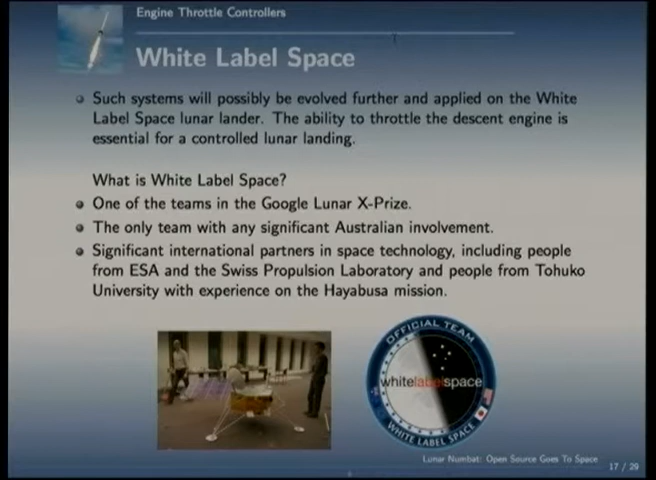 Engine Throttle Controllers
White Label Space
Such systems will possibly be evolved further and applied on the White
Label Space lunar lander. The ability to throttle the descent engine is
essential for a controlled lunar landing.
What is White Label Space?
One of the teams in the Google Lunar X-Prize.
The only team with any significant Australian involvement.
Significant international partners in space technology, including people
from ESA and the Swiss Propulsion Laboratory and people from Tohuko
University with experience on the Hayabusa mission.
OFFICIAL TEAM
whitelabelspace
WHITE LABEL SPACE
Lunar Numbat: Open Source Goes To Space
17 / 29